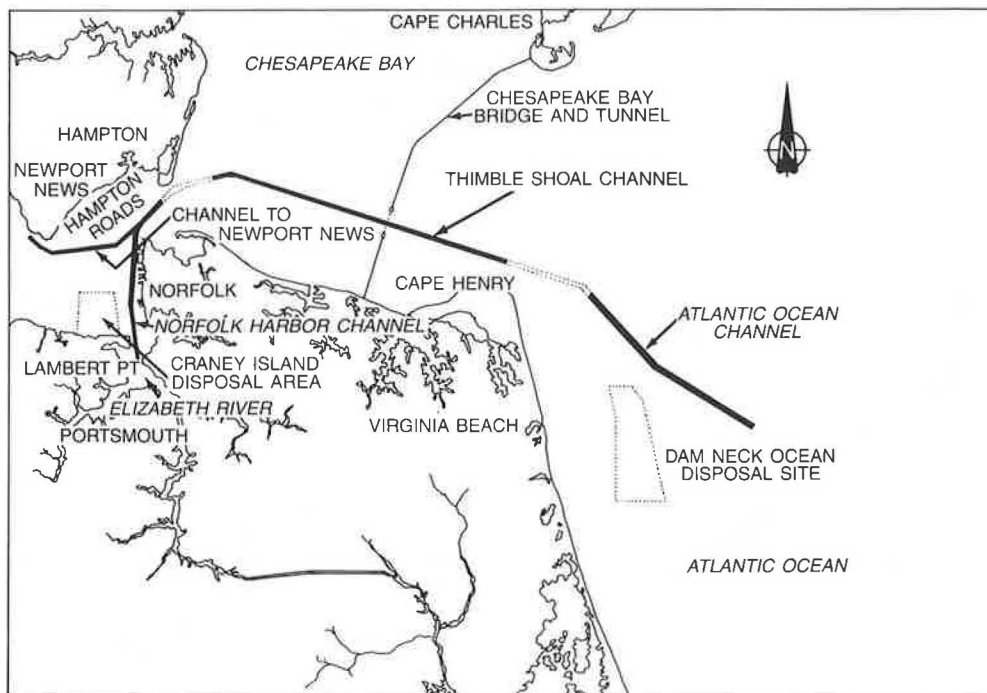 CAPE CHARLES
CHESAPEAKE BAY
CHESAPEAKE BAY
BRIDGE AND TUNNEL
N
HAMPTON
NEWPORT
NEWS
HAMPTON
ROADS
THIMBLE SHOAL CHANNEL
CHANNEL TO
NEWPORT NEWS
NORFOLK
CAPE HENRY
NORFOLK HARBOR CHANNEL
ATLANTIC OCEAN
CHANNEL
LAMBERT PT
CRANEY ISLAND
DISPOSAL AREA
ELIZABETH RIVER
PORTSMOUTH
VIRGINIA BEACH
DAM NECK OCEAN
DISPOSAL SITE
ATLANTIC OCEAN